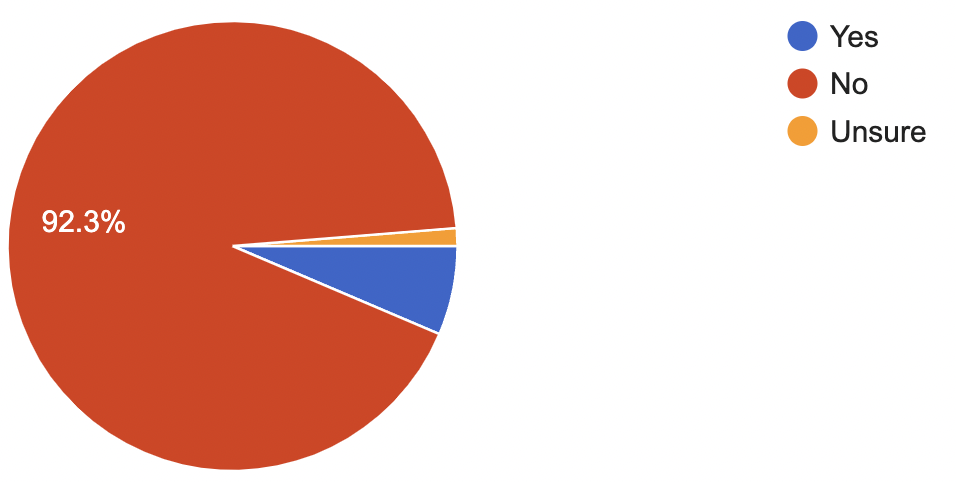 Yes
No
Unsure
92.3%